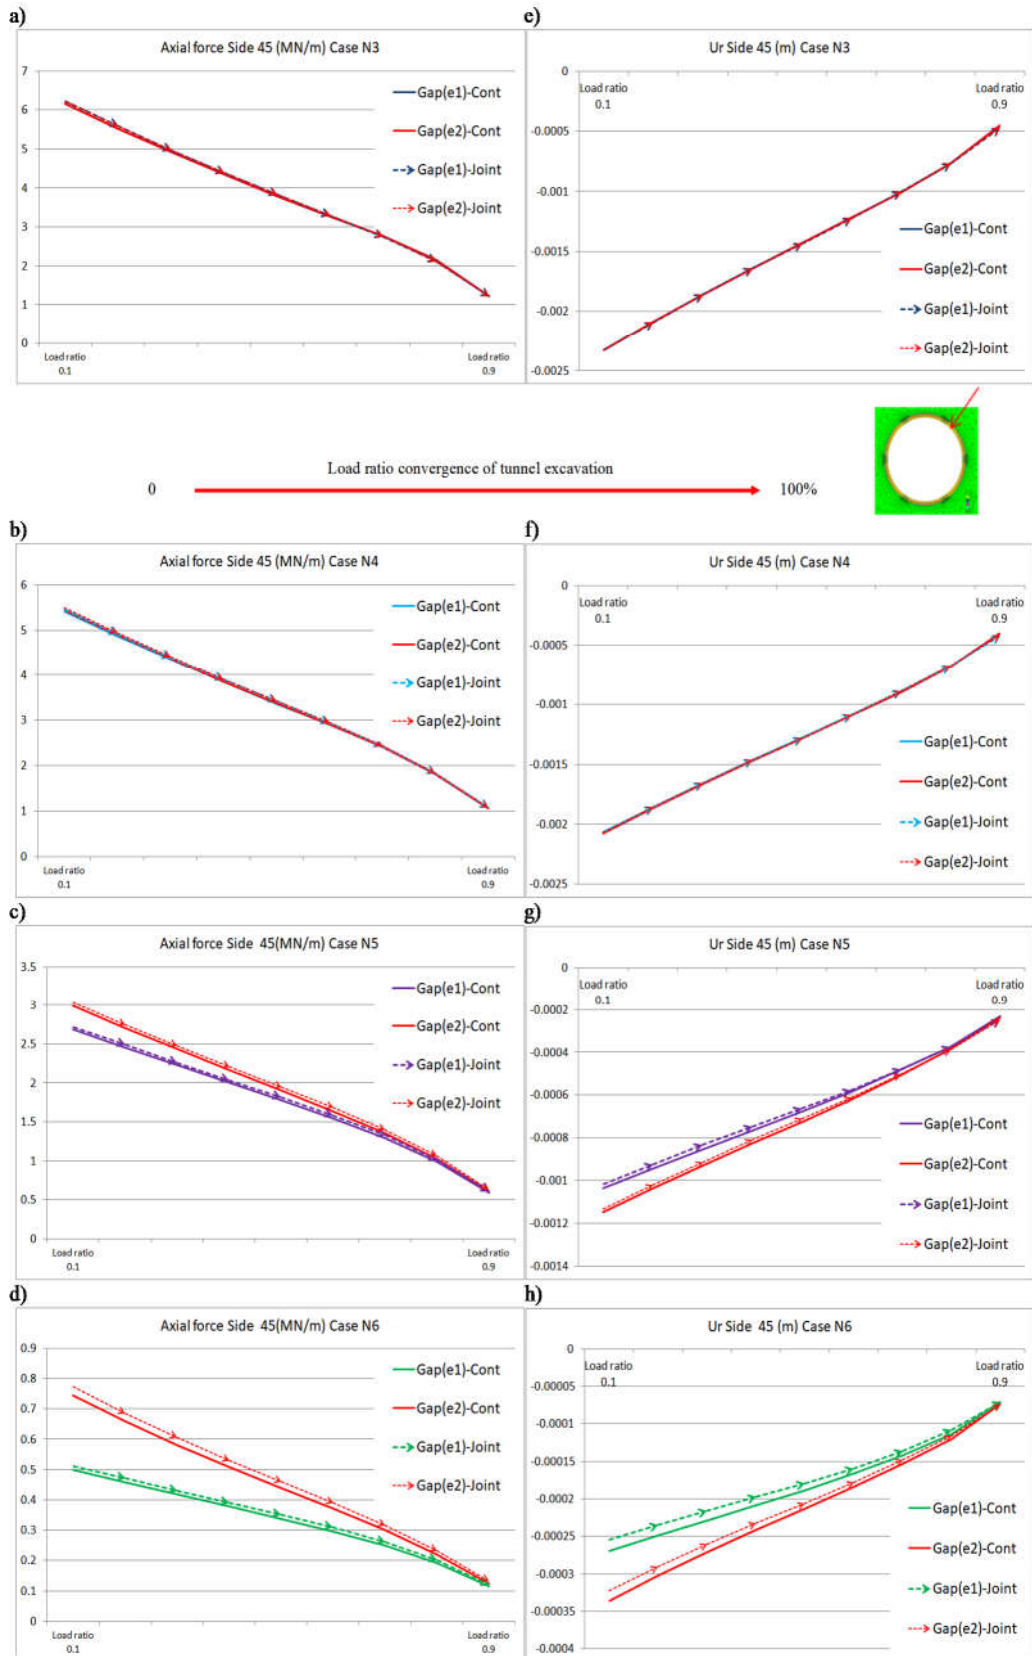 a)
Axial force Side 45 (MN/m) Case N3
7
6
5
4
3
2
1
0
Load ratio
0.1
Load ratio
0.9
Gap(e1)-Cont
Gap(e2)-Cont
Gap(e1)-Joint
Gap(e2)-Joint
e)
Ur Side 45 (m) Case N3
0
-0.0005
-0.001
-0.0015
-0.002
-0.0025
Load ratio
0.1
Load ratio
0.9
Gap(e1)-Cont
Gap(e2)-Cont
Gap(e1)-Joint
Gap(e2)-Joint
Load ratio convergence of tunnel excavation
0
100%
b)
Axial force Side 45 (MN/m) Case N4
6
5
4
3
2
1
0
Load ratio
0.1
Load ratio
0.9
Gap(e1)-Cont
Gap(e2)-Cont
Gap(e1)-Joint
Gap(e2)-Joint
f)
Ur Side 45 (m) Case N4
0
-0.0005
-0.001
-0.0015
-0.002
-0.0025
Load ratio
0.1
Load ratio
0.9
Gap(e1)-Cont
Gap(e2)-Cont
Gap(e1)-Joint
Gap(e2)-Joint
c)
Axial force Side 45(MN/m) Case N5
3.5
3
2.5
2
1.5
1
0.5
0
Load ratio
0.1
Load ratio
0.9
Gap(e1)-Cont
Gap(e2)-Cont
Gap(e1)-Joint
Gap(e2)-Joint
g)
Ur Side 45 (m) Case N5
0
-0.0002
-0.0004
-0.0006
-0.0008
-0.001
-0.0012
-0.0014
Load ratio
0.1
Load ratio
0.9
Gap(e1)-Cont
Gap(e2)-Cont
Gap(e1)-Joint
Gap(e2)-Joint
d)
Axial force Side 45(MN/m) Case N6
0.9
0.8
0.7
0.6
0.5
0.4
0.3
0.2
0.1
0
Load ratio
0.1
Load ratio
0.9
Gap(e1)-Cont
Gap(e2)-Cont
Gap(e1)-Joint
Gap(e2)-Joint
h)
Ur Side 45 (m) Case N6
0
-0.00005
-0.0001
-0.00015
-0.0002
-0.00025
-0.0003
-0.00035
-0.0004
Load ratio
0.1
Load ratio
0.9
Gap(e1)-Cont
Gap(e2)-Cont
Gap(e1)-Joint
Gap(e2)-Joint